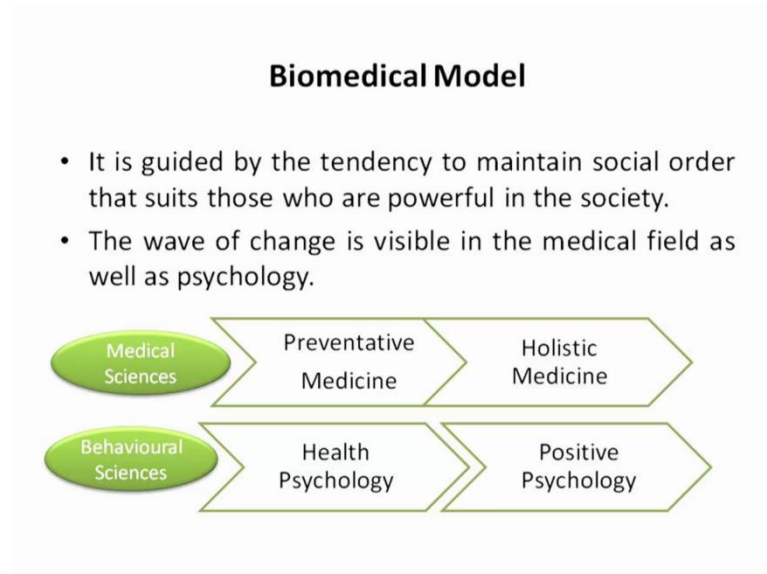 Biomedical Model
• It is guided by the tendency to maintain social order
that suits those who are powerful in the society.
• The wave of change is visible in the medical field as
well as psychology.
Medical
Sciences
Preventative
Medicine
Holistic
Medicine
Behavioural
Sciences
Health
Psychology
Positive
Psychology